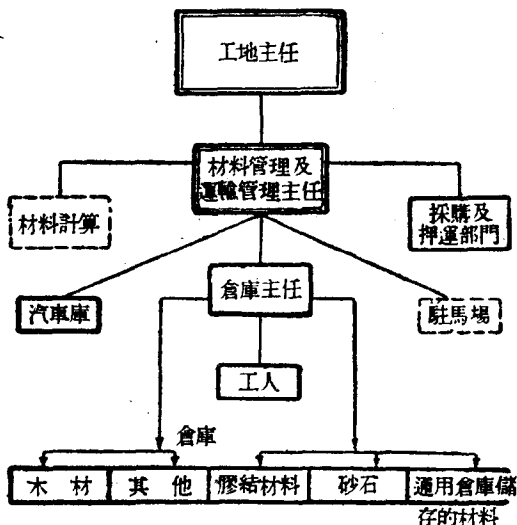 工地主任
材料管理及
運輸管理主任
材料計算
採購及
押運部門
汽車庫
倉庫主任
駐馬場
工人
倉庫
木材
其他
膠結材料
砂石
適用倉庫儲
存的材料